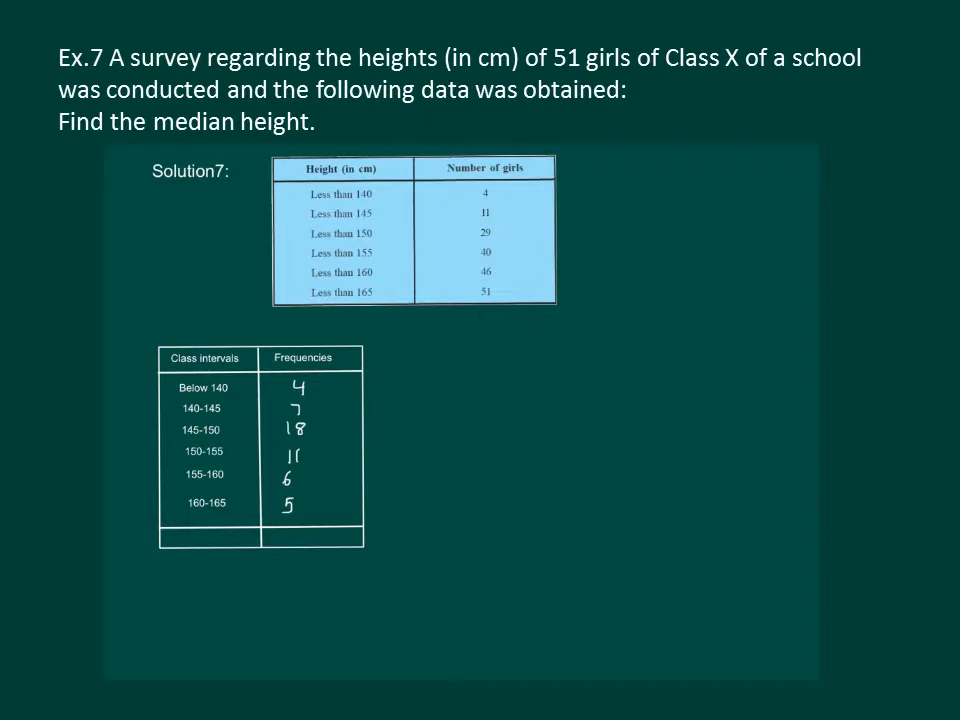 Ex.7 A survey regarding the heights (in cm) of 51 girls of Class X of a school
was conducted and the following data was obtained:
Find the median height.
Solution7:
Height (in cm) Number of girls
Less than 140 4
Less than 145 11
Less than 150 29
Less than 155 40
Less than 160 46
Less than 165 51
Class intervals Frequencies
Below 140 4
140-145 7
145-150 18
150-155 11
155-160 6
160-165 5